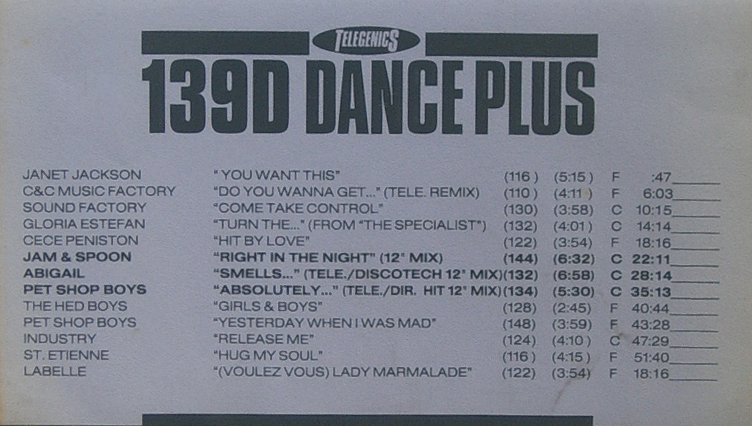 TELEGENICS
139D DANCE PLUS
JANET JACKSON " YOU WANT THIS" (116 ) (5:15 ) F :47
C&C MUSIC FACTORY "DO YOU WANNA GET..." (TELE. REMIX) (110 ) (4:11 ) F 6:03
SOUND FACTORY "COME TAKE CONTROL" (130) (3:58) C 10:15
GLORIA ESTEFAN "TURN THE..." (FROM "THE SPECIALIST") (132) (4:01 ) C 14:14
CECE PENISTON "HIT BY LOVE" (122) (3:54) F 18:16
JAM & SPOON "RIGHT IN THE NIGHT" (12" MIX) (144) (6:32) C 22:11
ABIGAIL "SMELLS..." (TELE./DISCOTECH 12" MIX)(132) (6:58) C 28:14
PET SHOP BOYS "ABSOLUTELY..." (TELE./DIR. HIT 12" MIX)(134) (5:30) C 35:13
THE HED BOYS "GIRLS & BOYS" (128) (2:45) F 40:44
PET SHOP BOYS "YESTERDAY WHEN I WAS MAD" (148) (3:59) F 43:28
INDUSTRY "RELEASE ME" (124) (4:10 ) C 47:29
ST. ETIENNE "HUG MY SOUL" (116 ) (4:15 ) F 51:40
LABELLE "(VOULEZ VOUS) LADY MARMALADE" (122) (3:54) F 18:16